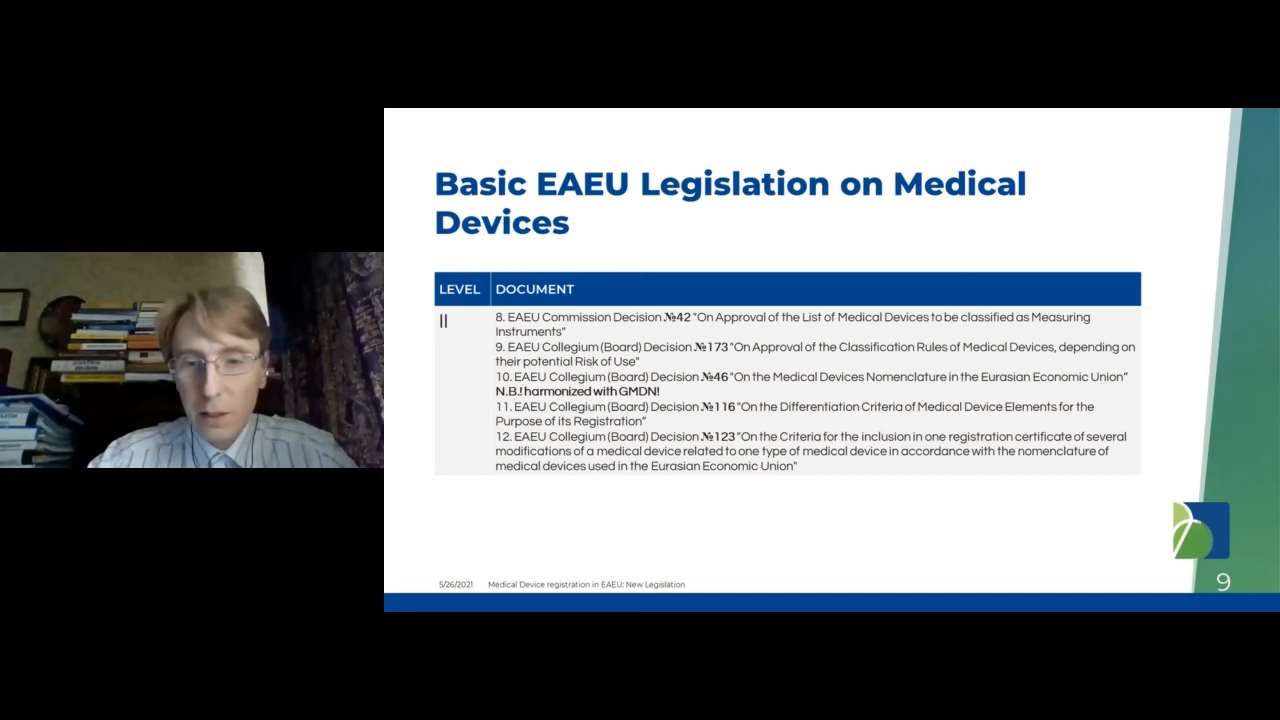 Basic EAEU Legislation on Medical
Devices
LEVEL DOCUMENT
II
8. EAEU Commission Decision №42 "On Approval of the List of Medical Devices to be classified as Measuring
Instruments"
9. EAEU Collegium (Board) Decision №173 "On Approval of the Classification Rules of Medical Devices, depending on
their potential Risk of Use"
10. EAEU Collegium (Board) Decision №46 "On the Medical Devices Nomenclature in the Eurasian Economic Union"
N.B.! harmonized with GMDN!
11. EAEU Collegium (Board) Decision №116 "On the Differentiation Criteria of Medical Device Elements for the
Purpose of its Registration"
12. EAEU Collegium (Board) Decision №123 "On the Criteria for the inclusion in one registration certificate of several
modifications of a medical device related to one type of medical device in accordance with the nomenclature of
medical devices used in the Eurasian Economic Union"
5/26/2021 Medical Device registration in EAEU: New Legislation
9